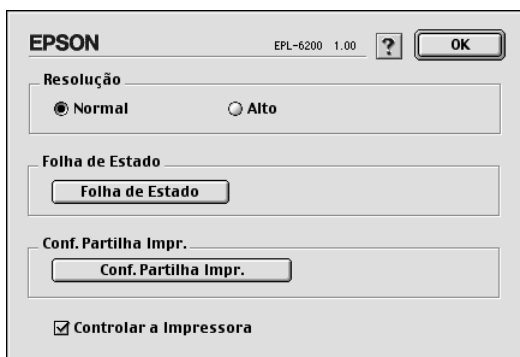 EPSON EPL-6200 1.00 ? OK
Resolução
Normal Alto
Folha de Estado
Folha de Estado
Conf. Partilha Impr.
Conf. Partilha Impr.
Controlar a Impressora